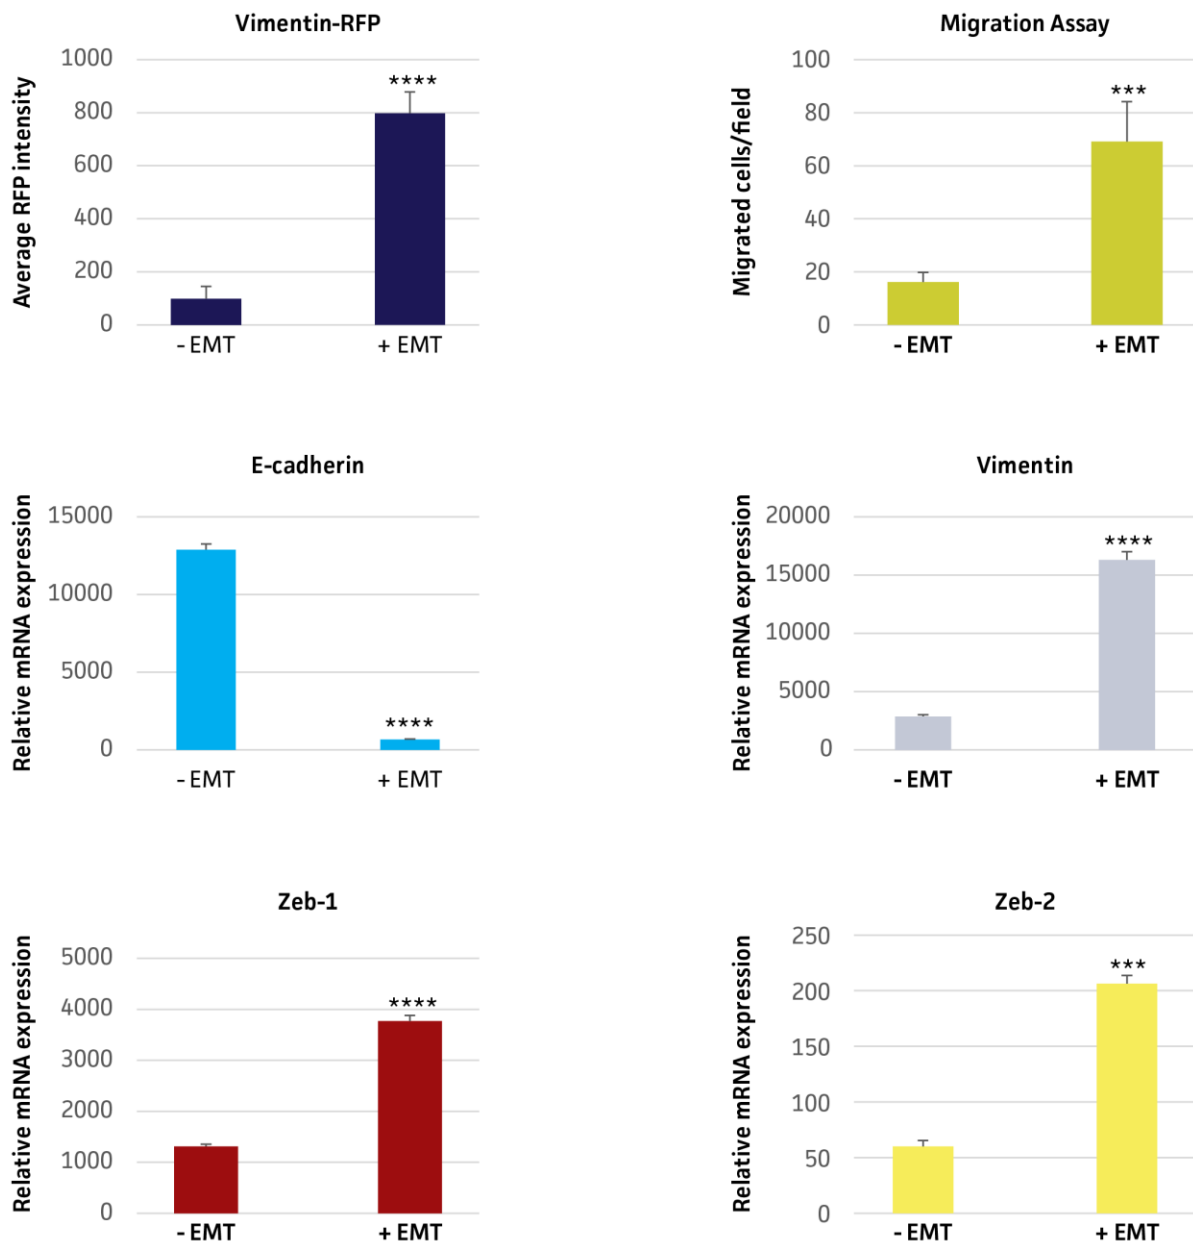 Vimentin-RFP
Average RFP intensity
1000
800
600
400
200
0
****
- EMT
+ EMT
Migration Assay
Migrated cells/field
100
80
60
40
20
0
***
- EMT
+ EMT
E-cadherin
Relative mRNA expression
15000
10000
5000
0
****
- EMT
+ EMT
Vimentin
Relative mRNA expression
20000
15000
10000
5000
0
****
- EMT
+ EMT
Zeb-1
Relative mRNA expression
5000
4000
3000
2000
1000
0
****
- EMT
+ EMT
Zeb-2
Relative mRNA expression
250
200
150
100
50
0
***
- EMT
+ EMT